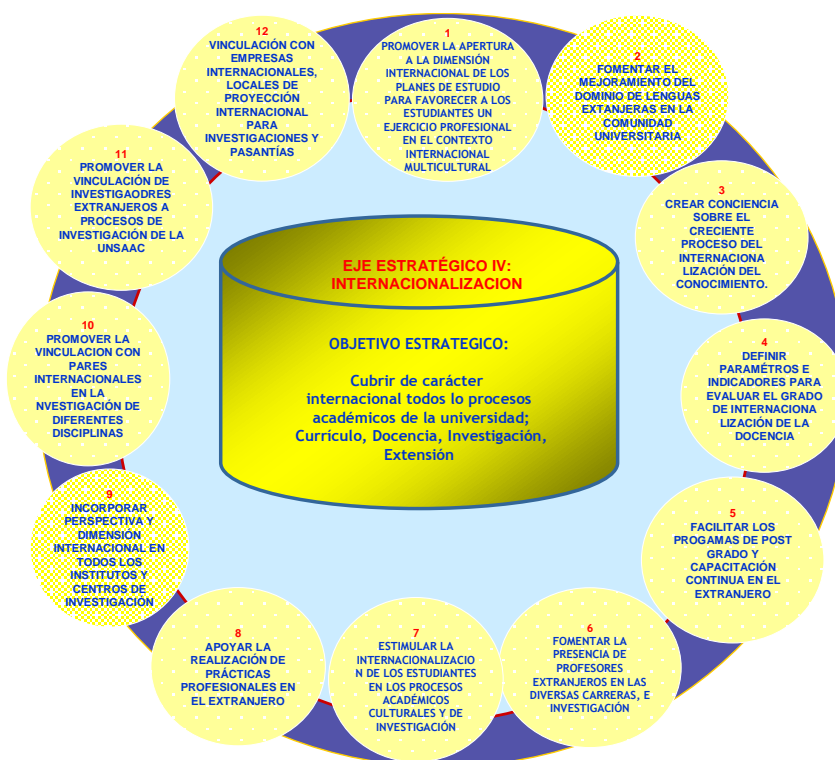 EJE ESTRATÉGICO IV:
INTERNACIONALIZACION
OBJETIVO ESTRATEGICO:
Cubrir de carácter
internacional todos lo procesos
académicos de la universidad;
Currículo, Docencia, Investigación,
Extensión
1
PROMOVER LA APERTURA
A LA DIMENSIÓN
INTERNACIONAL DE LOS
PLANES DE ESTUDIO
PARA FAVORECER A LOS
ESTUDIANTES UN
EJERCICIO PROFESIONAL
EN EL CONTEXTO
INTERNACIONAL
MULTICULTURAL
2
FOMENTAR EL
MEJORAMIENTO DEL
DOMINIO DE LENGUAS
EXTANJERAS EN LA
COMUNIDAD
UNIVERSITARIA
3
CREAR CONCIENCIA
SOBRE EL
CRECIENTE
PROCESO DEL
INTERNACIONA
LIZACIÓN DEL
CONOCIMIENTO.
4
DEFINIR
PARAMÉTROS E
INDICADORES PARA
EVALUAR EL GRADO
DE INTERNACIONA
LIZACIÓN DE LA
DOCENCIA
5
FACILITAR LOS
PROGAMAS DE POST
GRADO Y
CAPACITACIÓN
CONTINUA EN EL
EXTRANJERO
6
FOMENTAR LA
PRESENCIA DE
PROFESORES
EXTRANJEROS EN LAS
DIVERSAS CARRERAS, E
INVESTIGACIÓN
7
ESTIMULAR LA
INTERNACIONALIZACIO
N DE LOS ESTUDIANTES
EN LOS PROCESOS
ACADÉMICOS
CULTURALES Y DE
INVESTIGACIÓN
8
APOYAR LA
REALIZACIÓN DE
PRÁCTICAS
PROFESIONALES EN
EL EXTRANJERO
9
INCORPORAR
PERSPECTIVA Y
DIMENSIÓN
INTERNACIONAL EN
TODOS LOS
INSTITUTOS Y
CENTROS DE
INVESTIGACIÓN
10
PROMOVER LA
VINCULACION CON
PARES
INTERNACIONALES
EN LA
NVESTIGACIÓN DE
DIFERENTES
DISCIPLINAS
11
PROMOVER LA
VINCULACIÓN DE
INVESTIGAODRES
EXTRANJEROS A
PROCESOS DE
INVESTIGACIÓN DE LA
UNSAAC
12
VINCULACIÓN CON
EMPRESAS
INTERNACIONALES,
LOCALES DE
PROYECCIÓN
INTERNACIONAL
PARA
INVESTIGACIONES Y
PASANTÍAS